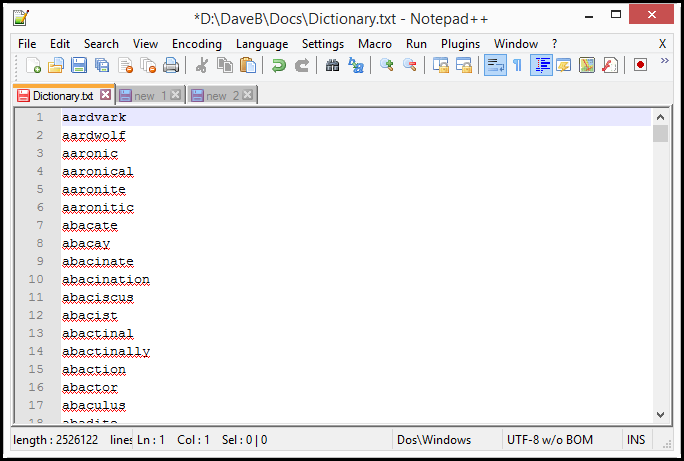 *D:\DaveB\Docs\Dictionary.txt - Notepad++
File Edit Search View Encoding Language Settings Macro Run Plugins Window ? X
Dictionary.txt new 1 new 2
1 aardvark
2 aardwolf
3 aaronic
4 aaronical
5 aaronite
6 aaronitic
7 abacate
8 abacay
9 abacinate
10 abacination
11 abaciscus
12 abacist
13 abactinal
14 abactinally
15 abaction
16 abactor
17 abaculus
18 abadite
length : 2526122 lines Ln : 1 Col : 1 Sel : 0 | 0 Dos\Windows UTF-8 w/o BOM INS